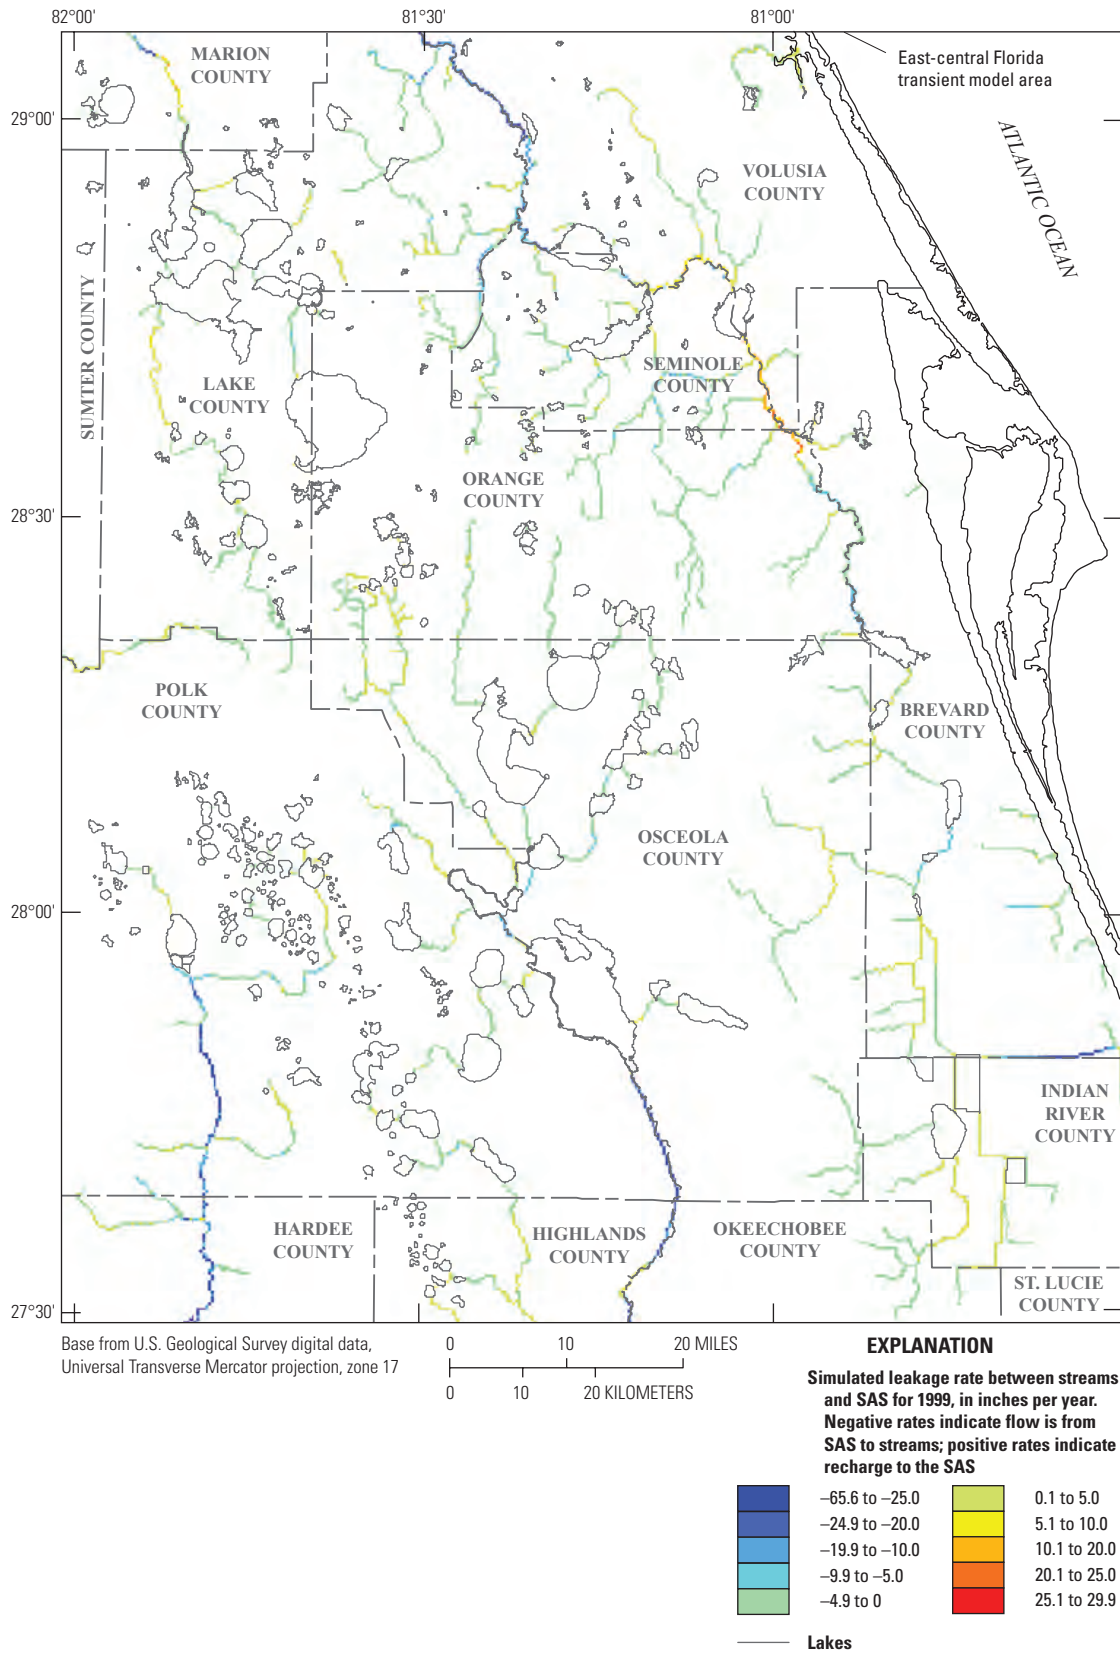 82°00'
81°30'
81°00'
MARION
COUNTY
East-central Florida
transient model area
29°00'
ATLANTIC OCEAN
VOLUSIA
COUNTY
SUMTER COUNTY
SEMINOLE
COUNTY
LAKE
COUNTY
ORANGE
COUNTY
28°30'
POLK
COUNTY
BREVARD
COUNTY
OSCEOLA
COUNTY
28°00'
INDIAN
RIVER
COUNTY
HARDEE
COUNTY
HIGHLANDS
COUNTY
OKEECHOBEE
COUNTY
ST. LUCIE
COUNTY
27°30'
Base from U.S. Geological Survey digital data,
Universal Transverse Mercator projection, zone 17
0 10 20 MILES
0 10 20 KILOMETERS
EXPLANATION
Simulated leakage rate between streams
and SAS for 1999, in inches per year.
Negative rates indicate flow is from
SAS to streams; positive rates indicate
recharge to the SAS
–65.6 to –25.0 0.1 to 5.0
–24.9 to –20.0 5.1 to 10.0
–19.9 to –10.0 10.1 to 20.0
–9.9 to –5.0 20.1 to 25.0
–4.9 to 0 25.1 to 29.9
Lakes